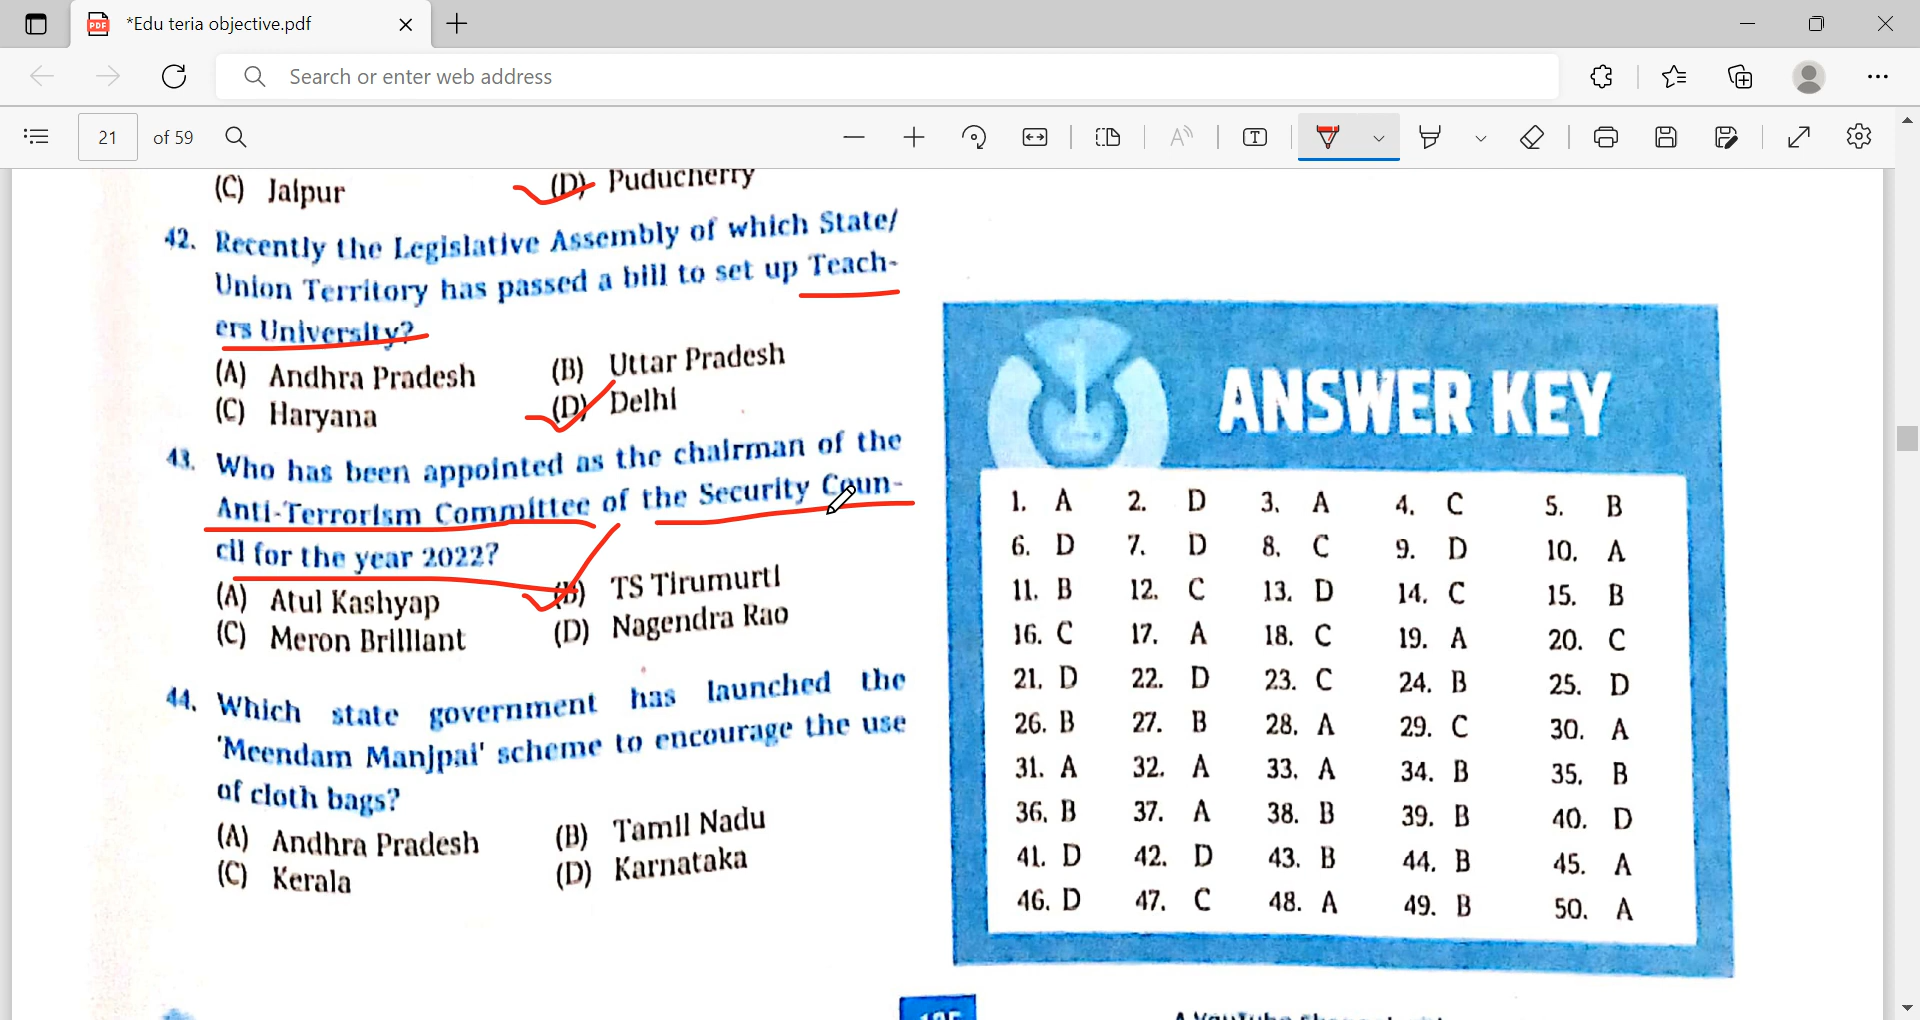 *Edu teria objective.pdf
Search or enter web address
21 of 59
(C) Jaipur (D) Puducherry
42. Recently the Legislative Assembly of which State/
Union Territory has passed a bill to set up Teach-
ers University?
(A) Andhra Pradesh (B) Uttar Pradesh
(C) Haryana (D) Delhi
43. Who has been appointed as the chairman of the
Anti-Terrorism Committee of the Security Coun-
cil for the year 2022?
(A) Atul Kashyap (B) TS Tirumurti
(C) Meron Brilliant (D) Nagendra Rao
44. Which state government has launched the
'Meendam Manjpai' scheme to encourage the use
of cloth bags?
(A) Andhra Pradesh (B) Tamil Nadu
(C) Kerala (D) Karnataka
ANSWER KEY
1. A 2. D 3. A 4. C 5. B
6. D 7. D 8. C 9. D 10. A
11. B 12. C 13. D 14. C 15. B
16. C 17. A 18. C 19. A 20. C
21. D 22. D 23. C 24. B 25. D
26. B 27. B 28. A 29. C 30. A
31. A 32. A 33. A 34. B 35. B
36. B 37. A 38. B 39. B 40. D
41. D 42. D 43. B 44. B 45. A
46. D 47. C 48. A 49. B 50. A